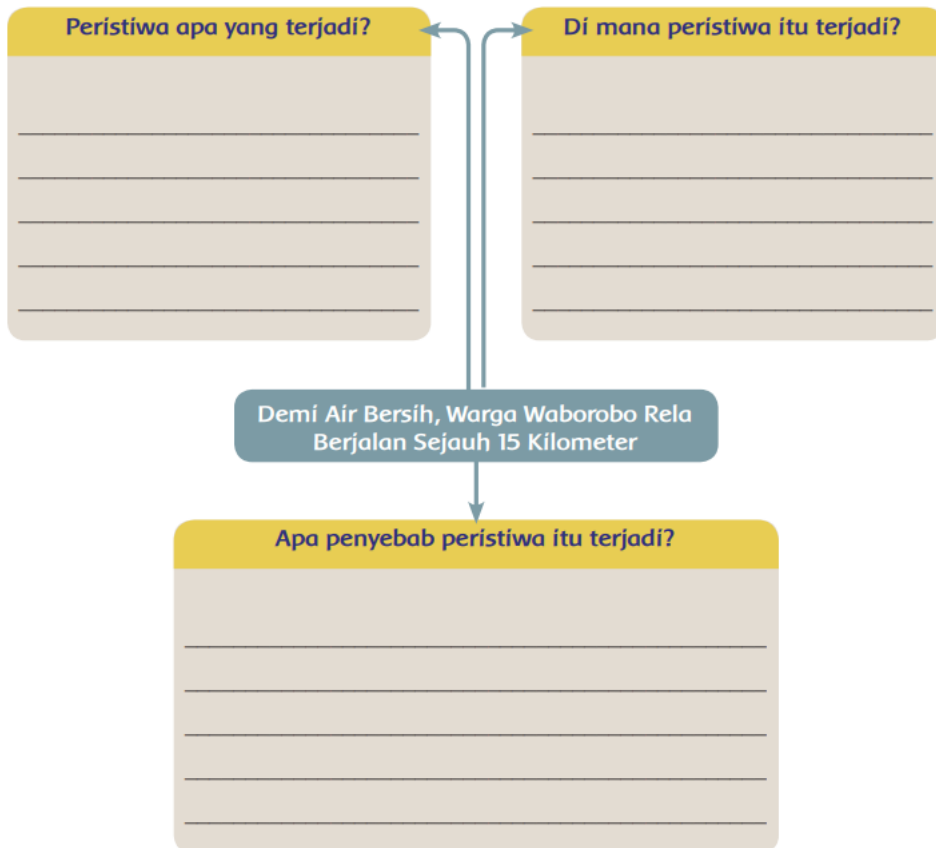 Peristiwa apa yang terjadi?
Di mana peristiwa itu terjadi?
Demi Air Bersih, Warga Waborobo Rela
Berjalan Sejauh 15 Kilometer
Apa penyebab peristiwa itu terjadi?